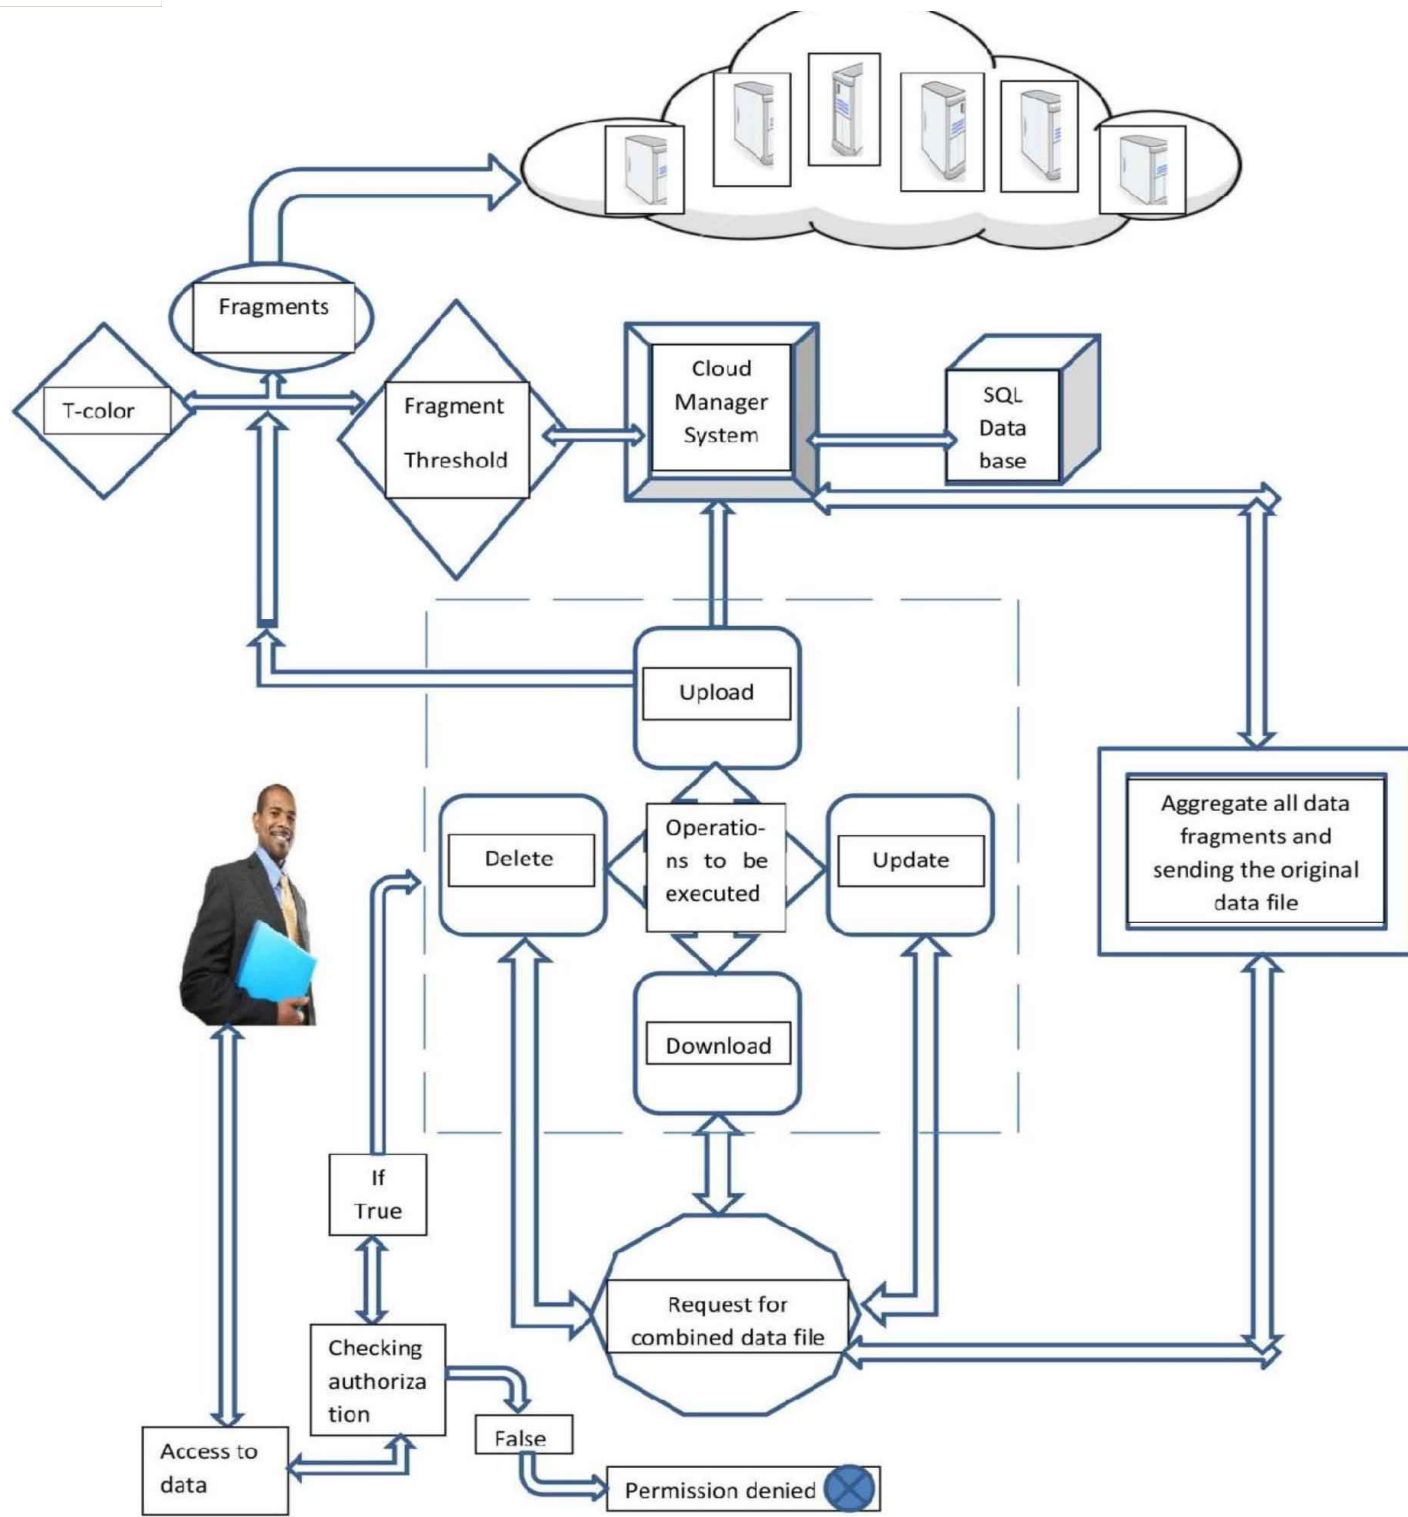 Fragments
T-color
Fragment
Threshold
Cloud
Manager
System
SQL
Data
base
Upload
Delete
Operatio-
ns to be
executed
Update
Aggregate all data
fragments and
sending the original
data file
Download
If
True
Request for
combined data file
Checking
authoriza
tion
False
Access to
data
Permission denied